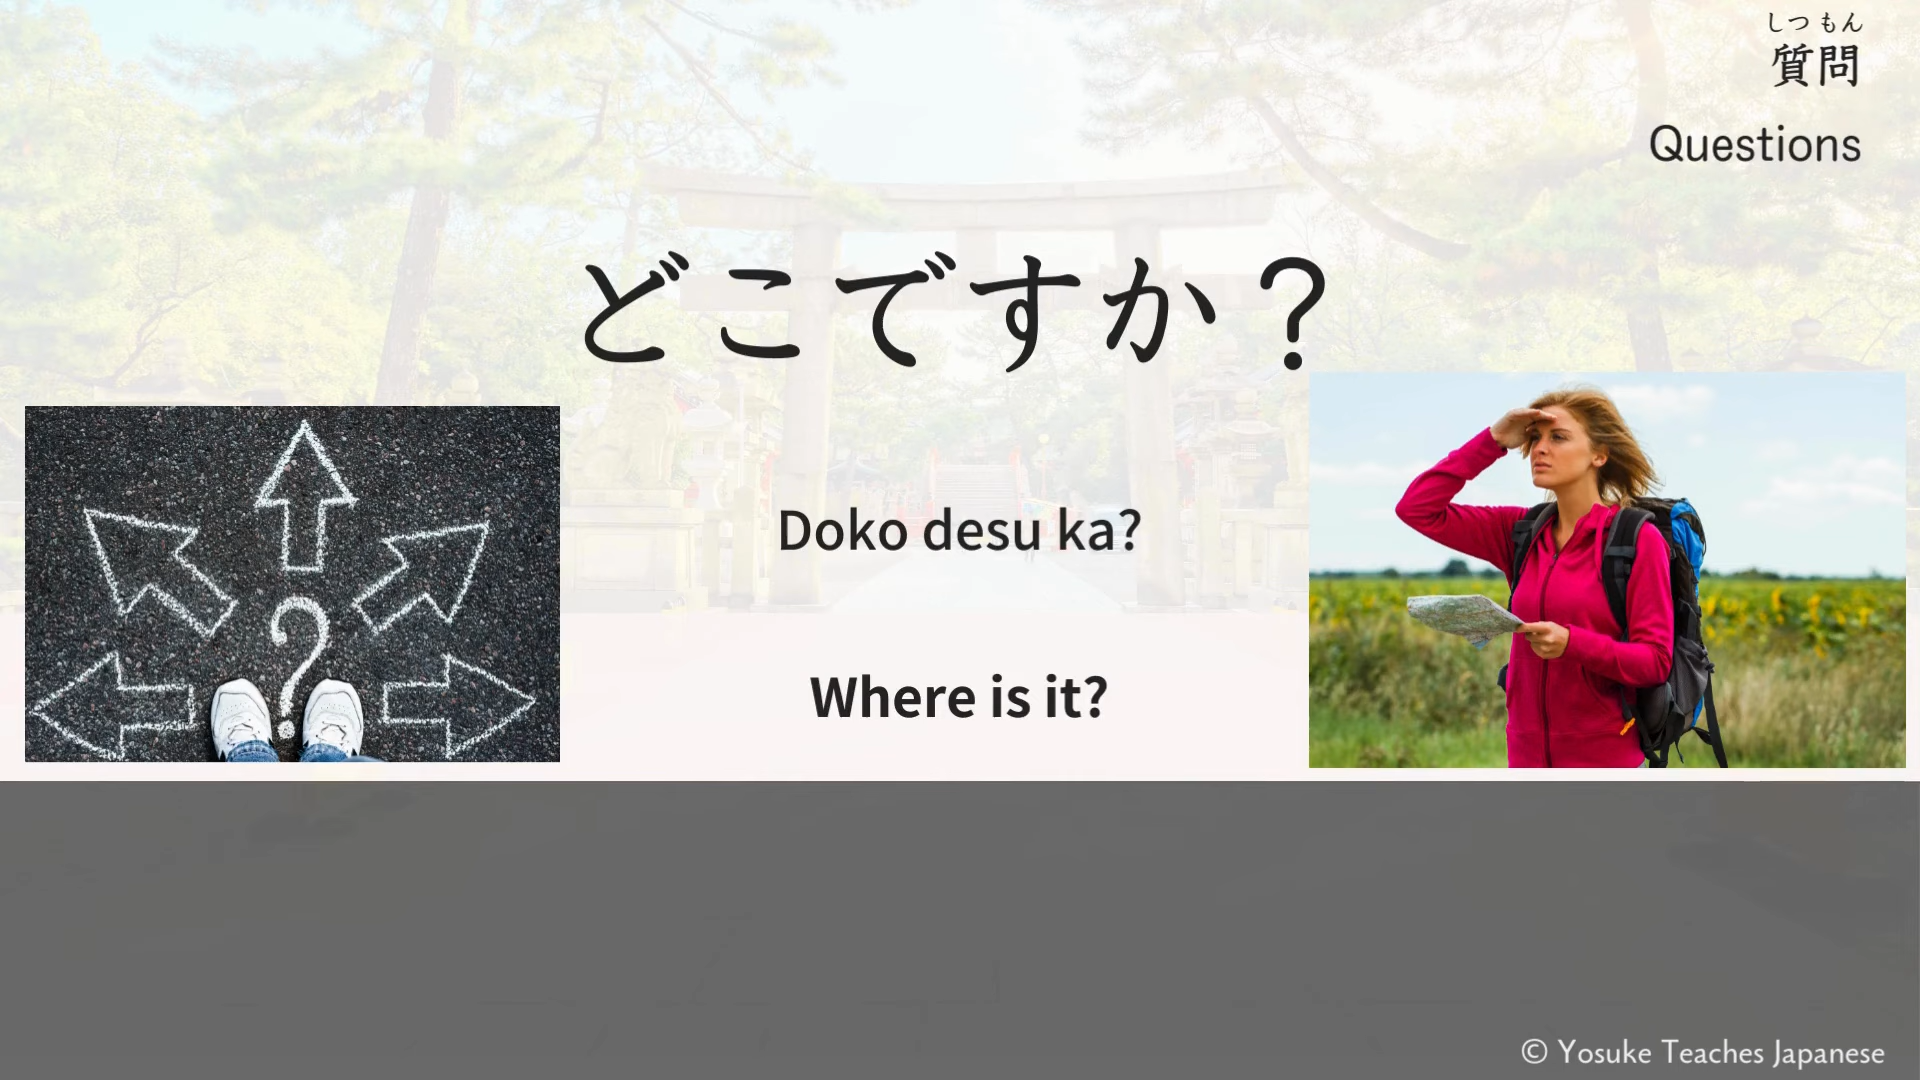 しつ もん
質問
Questions
どこですか？
Doko desu ka?
?
Where is it?
© Yosuke Teaches Japanese